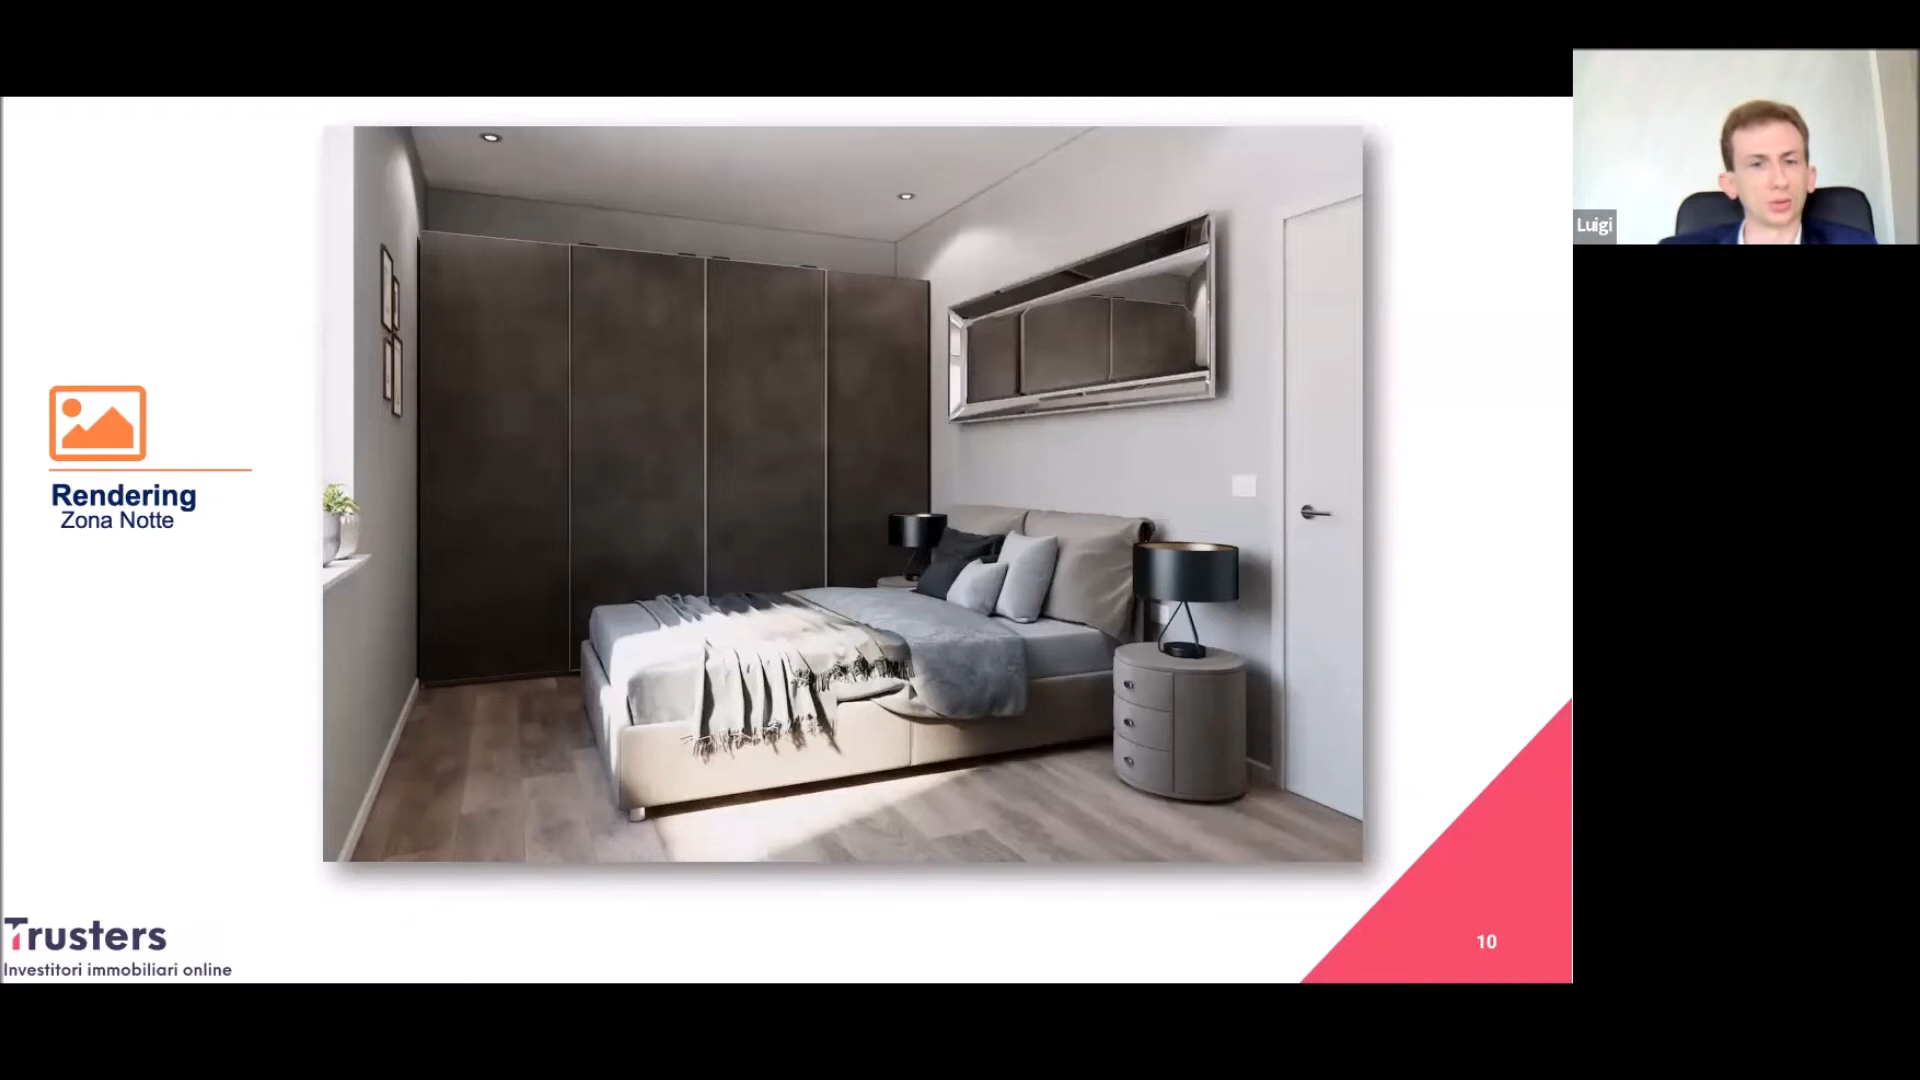 Luigi
Rendering
Zona Notte
Trusters
Investitori immobiliari online
10